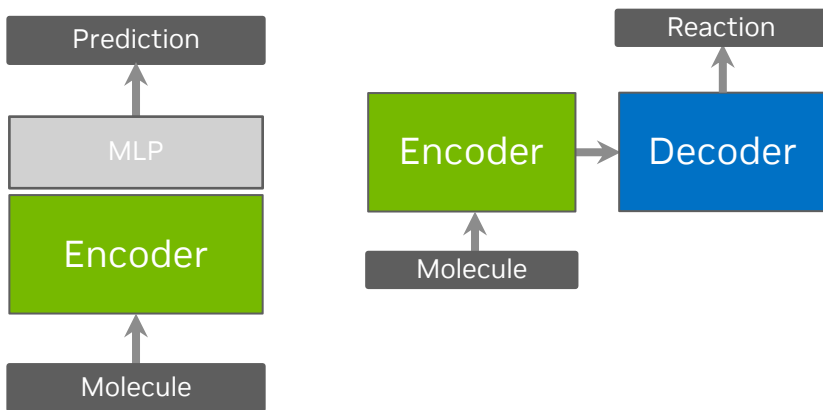 Prediction
MLP
Encoder
Molecule
Reaction
Encoder
Decoder
Molecule